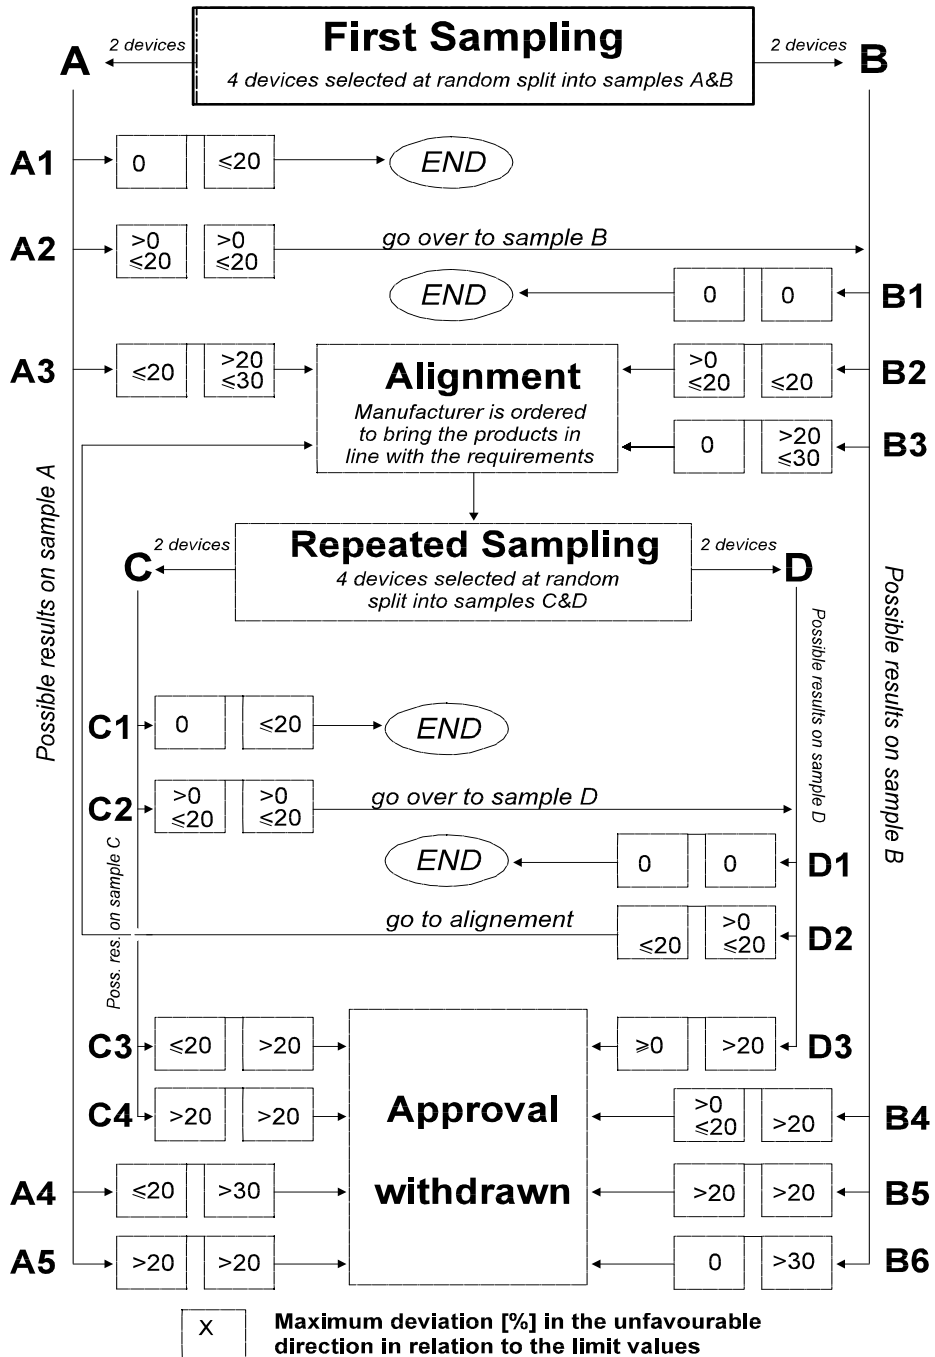 First Sampling
4 devices selected at random split into samples A&B
A
2 devices
2 devices
B
A1
0
≤20
END
A2
>0
≤20
>0
≤20
go over to sample B
END
0
0
B1
A3
≤20
>20
≤30
Alignment
Manufacturer is ordered
to bring the products in
line with the requirements
>0
≤20
≤20
B2
0
>20
≤30
B3
Possible results on sample A
Possible results on sample B
Repeated Sampling
4 devices selected at random
split into samples C&D
C
2 devices
2 devices
D
Possible results on sample D
C1
0
≤20
END
C2
>0
≤20
>0
≤20
go over to sample D
END
0
0
D1
Poss. res. on sample C
go to alignement
≤20
>0
≤20
D2
C3
≤20
>20
≥0
>20
D3
Approval
withdrawn
C4
>20
>20
>0
≤20
>20
B4
A4
≤20
>30
>20
>20
B5
A5
>20
>20
0
>30
B6
X
Maximum deviation [%] in the unfavourable
direction in relation to the limit values